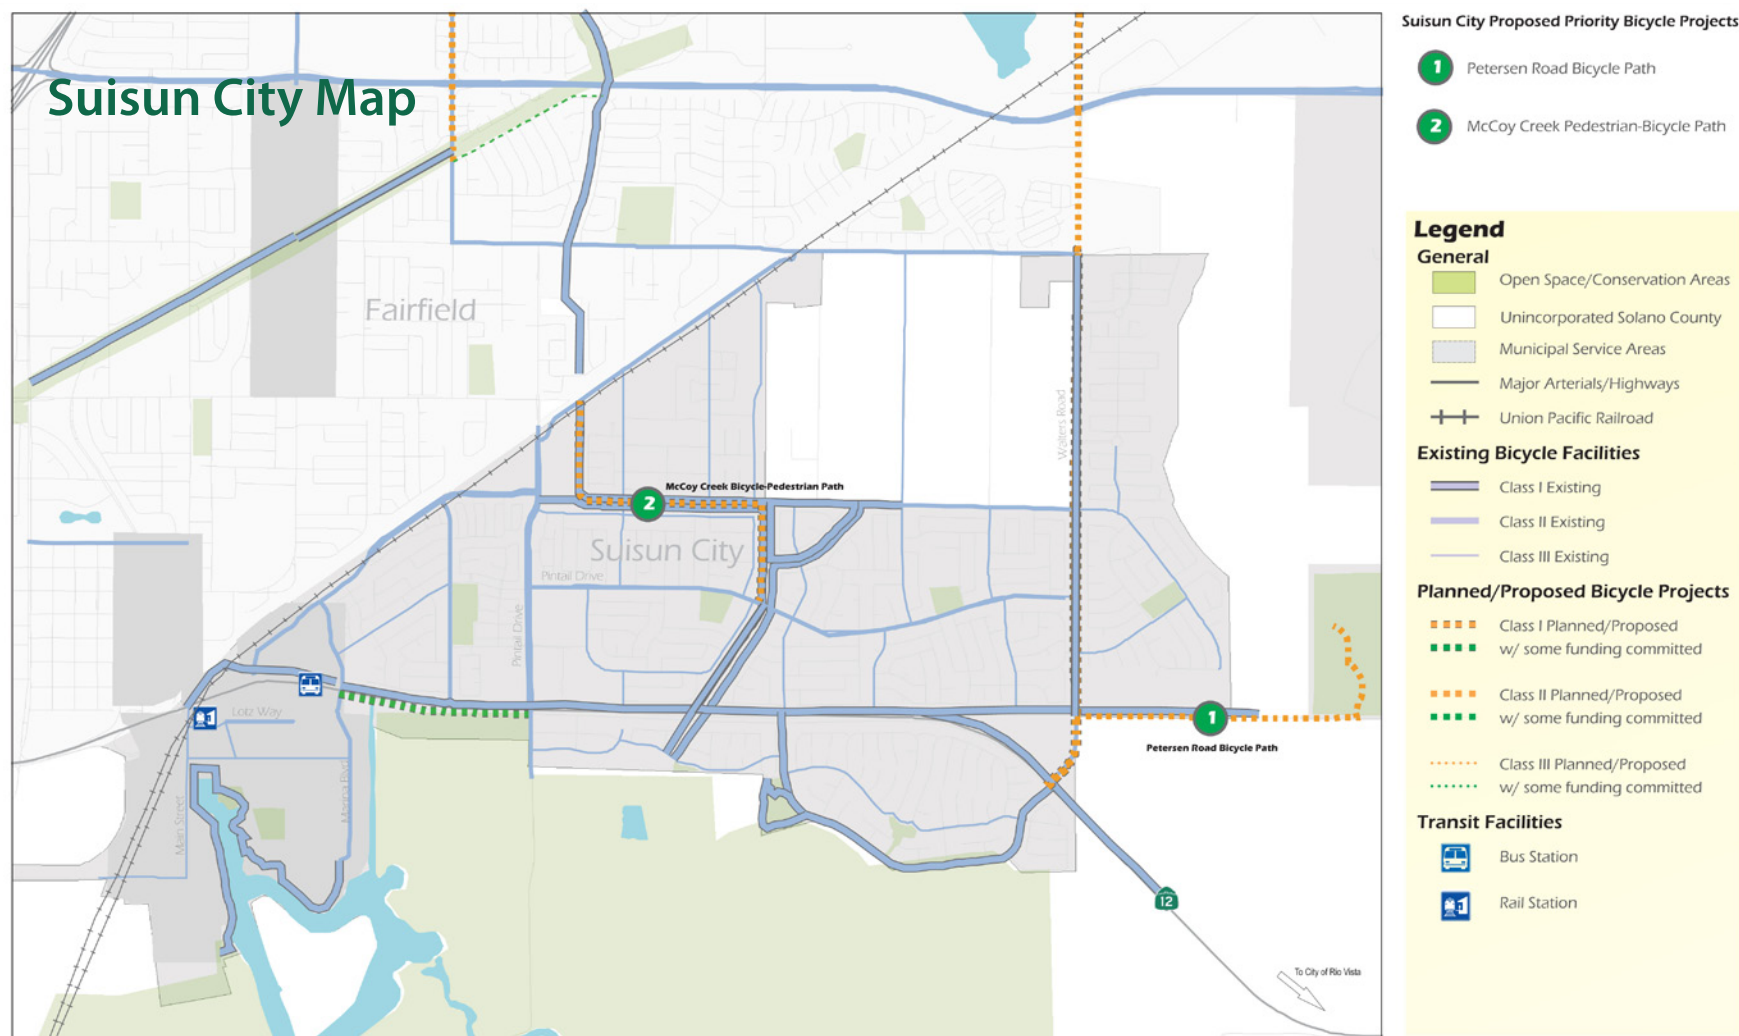 Suisun City Map
Fairfield
McCoy Creek Bicycle-Pedestrian Path
2
Suisun City
Pintail Drive
Pintail Drive
Walters Road
Lotz Way
Main Street
Marina Blvd
1
Petersen Road Bicycle Path
12
To City of Rio Vista
Suisun City Proposed Priority Bicycle Projects
1 Petersen Road Bicycle Path
2 McCoy Creek Pedestrian-Bicycle Path
Legend
General
Open Space/Conservation Areas
Unincorporated Solano County
Municipal Service Areas
Major Arterials/Highways
Union Pacific Railroad
Existing Bicycle Facilities
Class I Existing
Class II Existing
Class III Existing
Planned/Proposed Bicycle Projects
Class I Planned/Proposed
w/ some funding committed
Class II Planned/Proposed
w/ some funding committed
Class III Planned/Proposed
w/ some funding committed
Transit Facilities
Bus Station
Rail Station